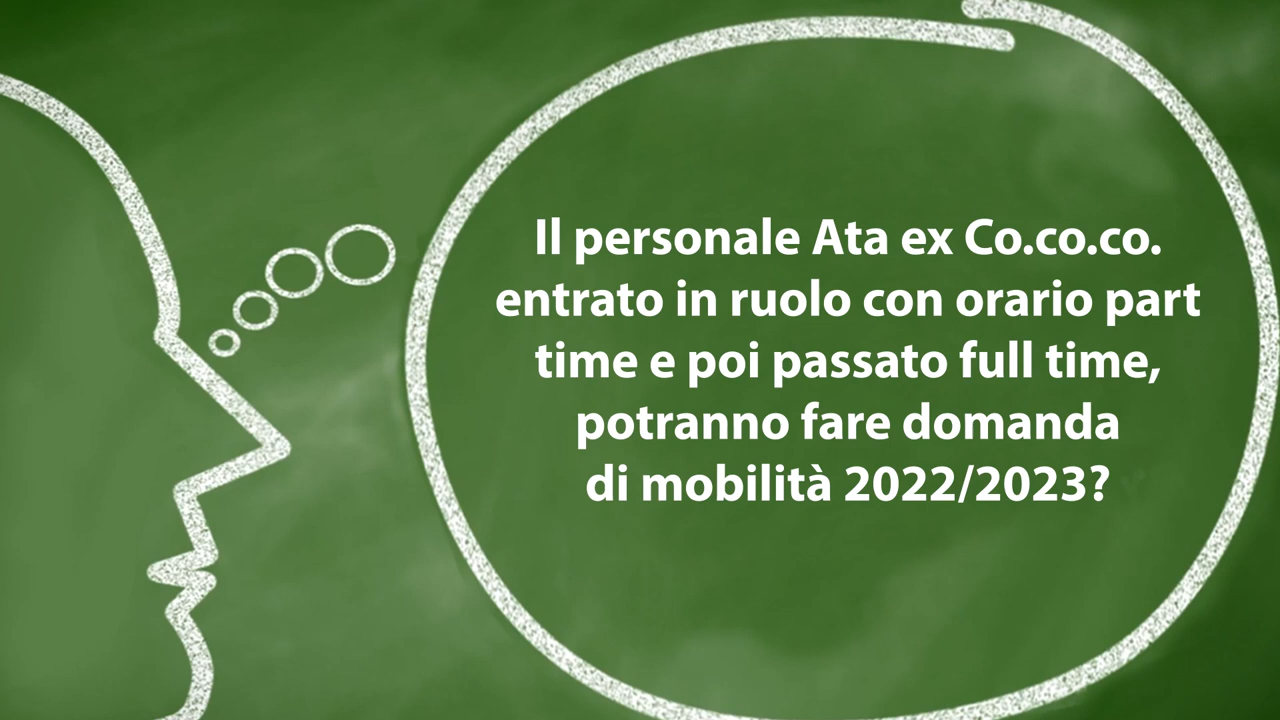 Il personale Ata ex Co.co.co.
entrato in ruolo con orario part
time e poi passato full time,
potranno fare domanda
di mobilità 2022/2023?